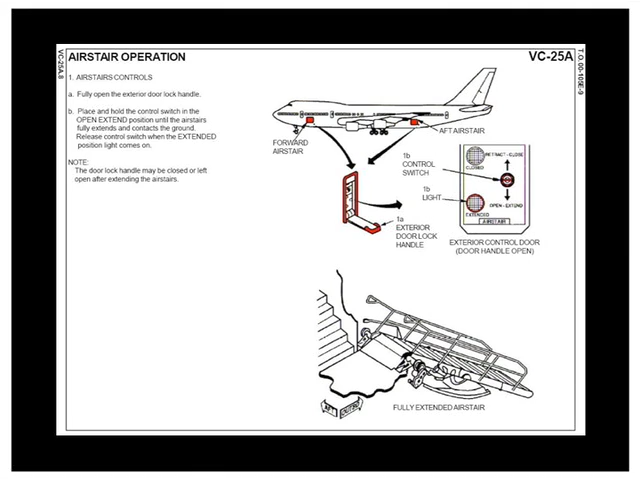 AIRSTAIR OPERATION
VC-25A
VC-25A.8
T.O. 00-105E-9
1. AIRSTAIRS CONTROLS
a. Fully open the exterior door lock handle.
b. Place and hold the control switch in the
OPEN EXTEND position until the airstairs
fully extends and contacts the ground.
Release control switch when the EXTENDED
position light comes on.
NOTE:
The door lock handle may be closed or left
open after extending the airstairs.
FORWARD
AIRSTAIR
AFT AIRSTAIR
1b
CONTROL
SWITCH
1b
LIGHT
1a
EXTERIOR
DOOR LOCK
HANDLE
RETRACT - CLOSE
CLOSED
OPEN - EXTEND
EXTENDED
AIRSTAIR
EXTERIOR CONTROL DOOR
(DOOR HANDLE OPEN)
FULLY EXTENDED AIRSTAIR